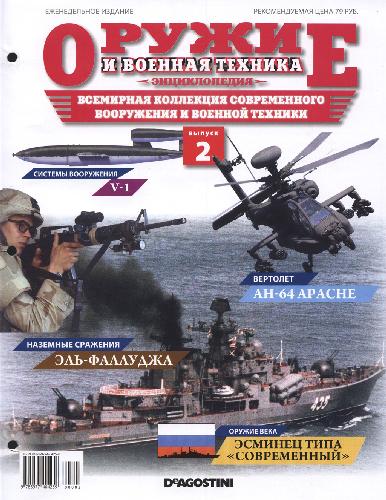 ЕЖЕНЕДЕЛЬНОЕ ИЗДАНИЕ
РЕКОМЕНДУЕМАЯ ЦЕНА 79 РУБ.
ОРУЖИЕ
И ВОЕННАЯ ТЕХНИКА
ЭНЦИКЛОПЕДИЯ
ВСЕМИРНАЯ КОЛЛЕКЦИЯ СОВРЕМЕННОГО
ВООРУЖЕНИЯ И ВОЕННОЙ ТЕХНИКИ
выпуск
2
СИСТЕМЫ ВООРУЖЕНИЯ
V-1
ВЕРТОЛЕТ
AH-64 APACHE
НАЗЕМНЫЕ СРАЖЕНИЯ
ЭЛЬ-ФАЛЛУДЖА
425
ОРУЖИЕ ВЕКА
ЭСМИНЕЦ ТИПА
«СОВРЕМЕННЫЙ»
DEAGOSTINI